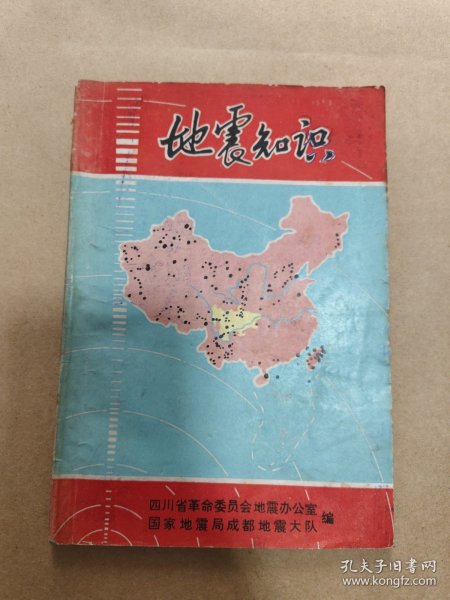 地震知识
四川省革命委员会地震办公室
国家地震局成都地震大队
编
孔夫子旧书网
www.kongfz.com